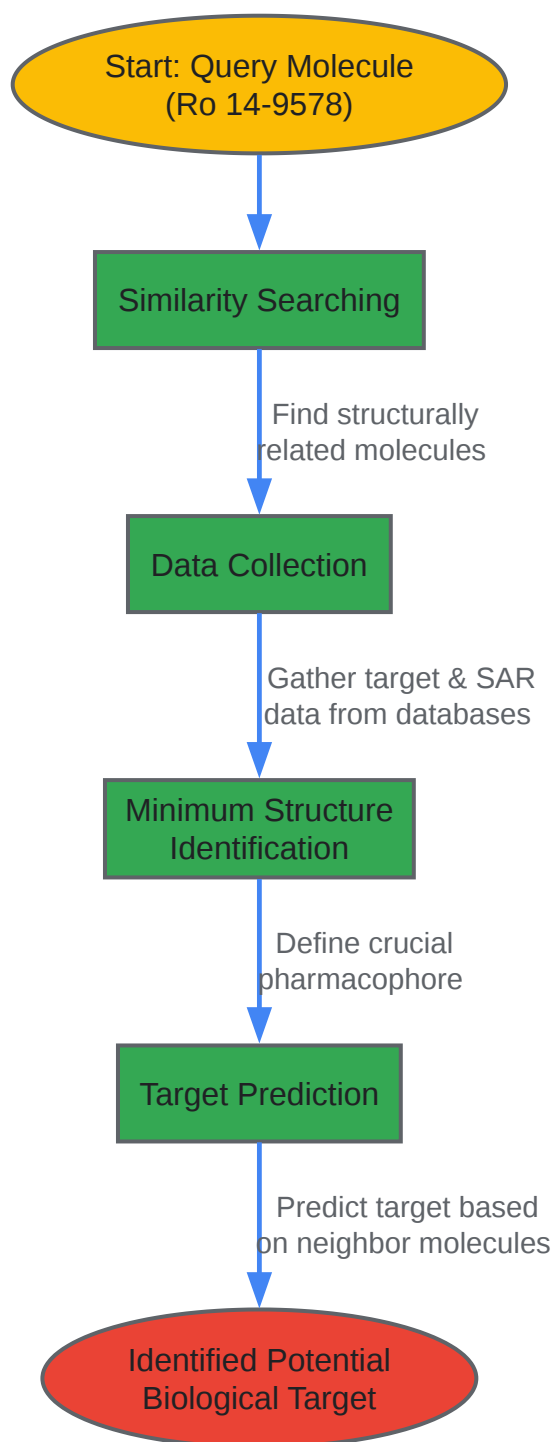 Start: Query Molecule
(Ro 14-9578)
Similarity Searching
Find structurally
related molecules
Data Collection
Gather target & SAR
data from databases
Minimum Structure
Identification
Define crucial
pharmacophore
Target Prediction
Predict target based
on neighbor molecules
Identified Potential
Biological Target